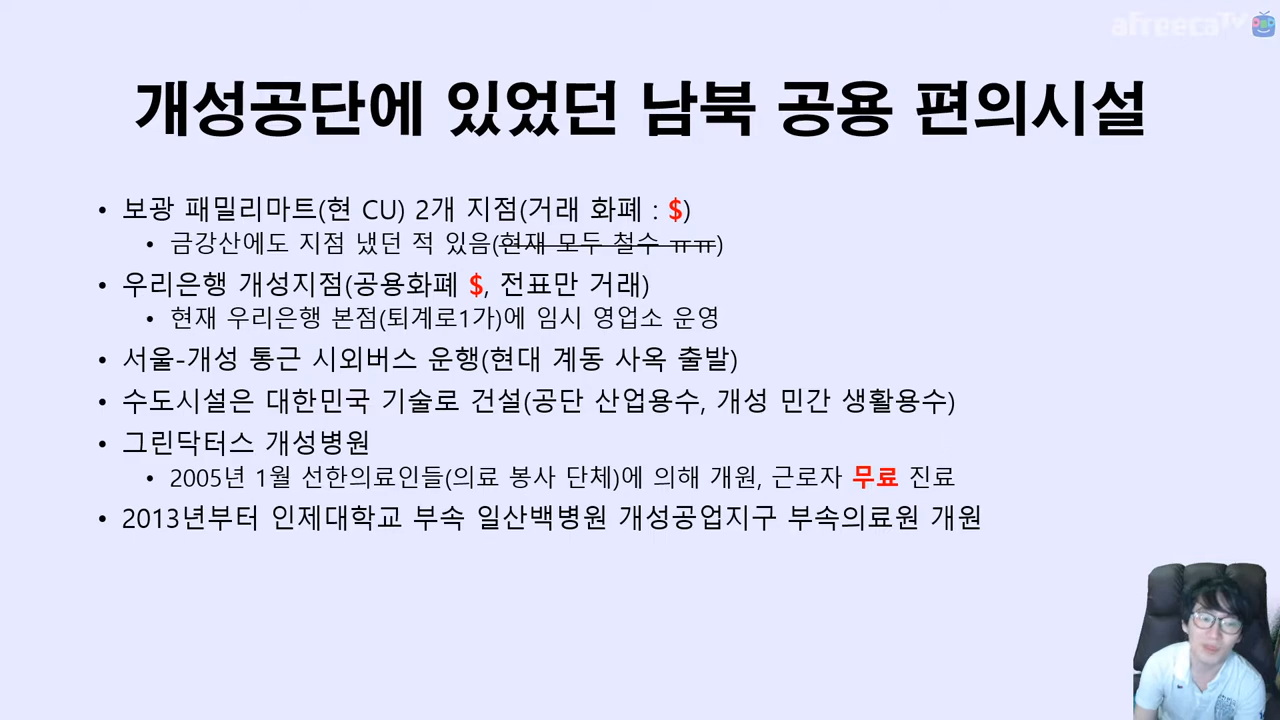 afreecaTV
개성공단에 있었던 남북 공용 편의시설
• 보광 패밀리마트(현 CU) 2개 지점(거래 화폐 : $)
• 금강산에도 지점 냈던 적 있음(현재 모두 철수 ㅠㅠ)
• 우리은행 개성지점(공용화폐 $, 전표만 거래)
• 현재 우리은행 본점(퇴계로1가)에 임시 영업소 운영
• 서울-개성 통근 시외버스 운행(현대 계동 사옥 출발)
• 수도시설은 대한민국 기술로 건설(공단 산업용수, 개성 민간 생활용수)
• 그린닥터스 개성병원
• 2005년 1월 선한의료인들(의료 봉사 단체)에 의해 개원, 근로자 무료 진료
• 2013년부터 인제대학교 부속 일산백병원 개성공업지구 부속의료원 개원